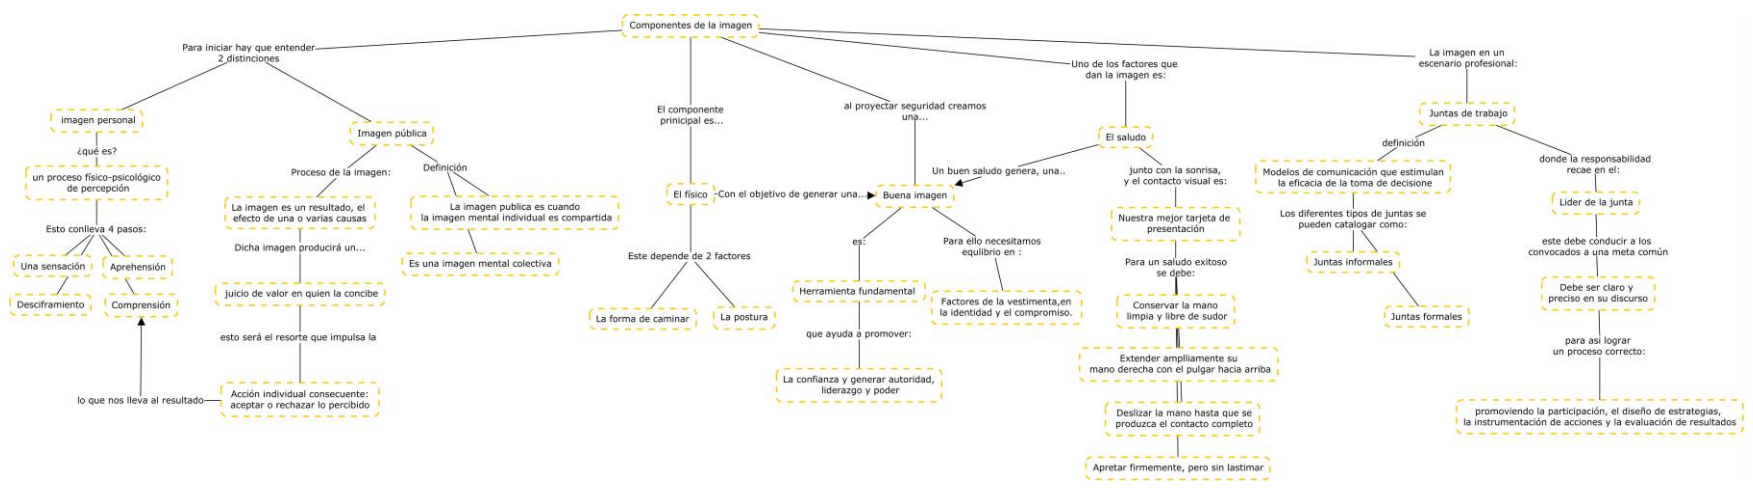 Componentes de la imagen
Para iniciar hay que entender
2 distinciones
imagen personal
¿qué es?
un proceso físico-psilológico
de percepción
Esto conlleva 4 pasos:
Una sensación
Aprehensión
Desciframiento
Comprensión
Imagen pública
Proceso de la imagen:
La imagen es un resultado, el
efecto de una o varias causas
Dicha imagen producirá un...
juicio de valor en quien la concibe
esto será el resorte que impulsa la
Acción individual consecuente:
aceptar o rechazar lo percibido
lo que nos lleva al resultado
Definición
La imagen publica es cuando
la imagen mental individual es compartida
Es una imagen mental colectiva
El componente
prinicipal es...
El físico
Con el objetivo de generar una...
Este depende de 2 factores
La forma de caminar
La postura
al proyectar seguridad creamos
una...
Buena imagen
es:
Herramienta fundamental
que ayuda a promover:
La confianza y generar autoridad,
liderazgo y poder
Para ello necesitamos
equlibrio en :
Factores de la vestimenta,en
la identidad y el compromiso.
Uno de los factores que
dan la imagen es:
El saludo
Un buen saludo genera, una..
junto con la sonrisa,
y el contacto visual es:
Nuestra mejor tarjeta de
presentación
Para un saludo exitoso
se debe:
Conservar la mano
limpia y libre de sudor
Extender amplliamente su
mano derecha con el pulgar hacia arriba
Deslizar la mano hasta que se
produzca el contacto completo
Apretar firmemente, pero sin lastimar
La imagen en un
escenario profesional:
Juntas de trabajo
definición
Modelos de comunicación que estimulan
la eficacia de la toma de decisione
Los diferentes tipos de juntas se
pueden catalogar como:
Juntas informales
Juntas formales
donde la responsabilidad
recae en el:
Lider de la junta
este debe conducir a los
convocados a una meta común
Debe ser claro y
preciso en su discurso
para asi lograr
un proceso correcto:
promoviendo la participación, el diseño de estrategias,
la instrumentación de acciones y la evaluación de resultados